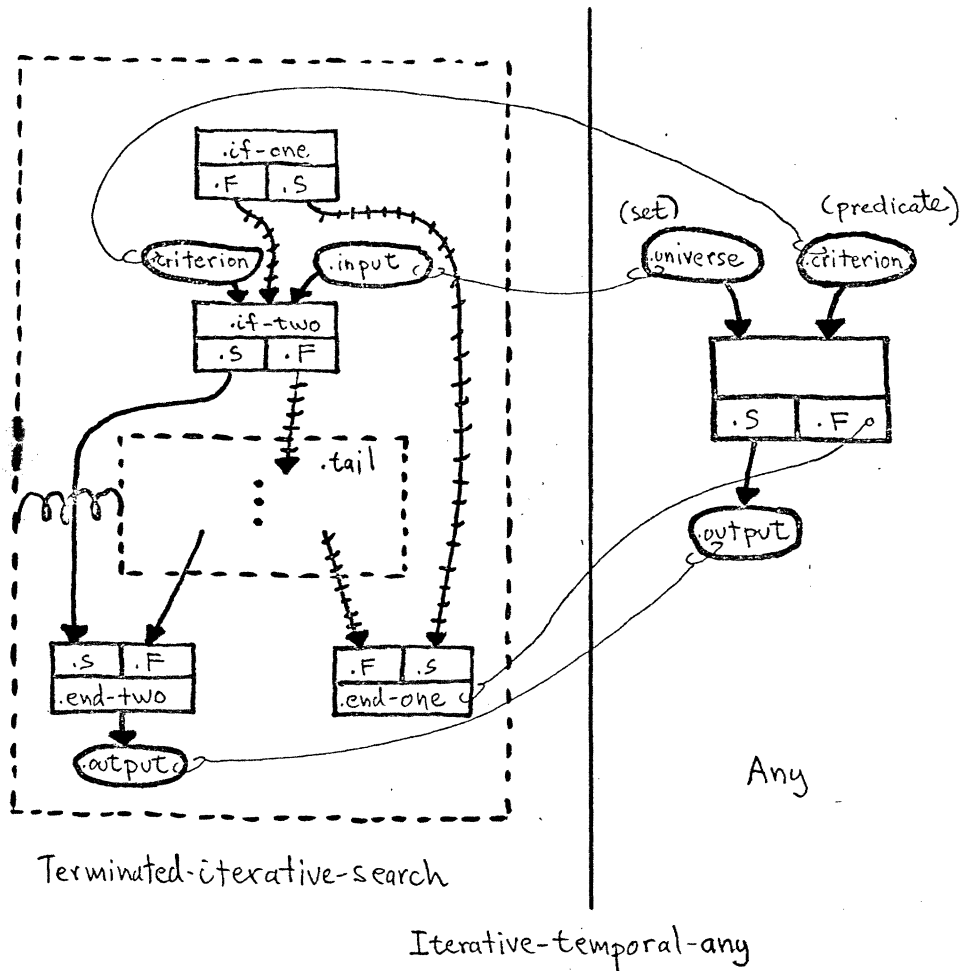 .if-one
.F .S
(set)
(predicate)
.criterion
.input
.universe
.criterion
.if-two
.S .F
.S .F
.tail
.output
.S .F
.end-two
.F .S
.end-one
.output
Any
Terminated-iterative-search
Iterative-temporal-any